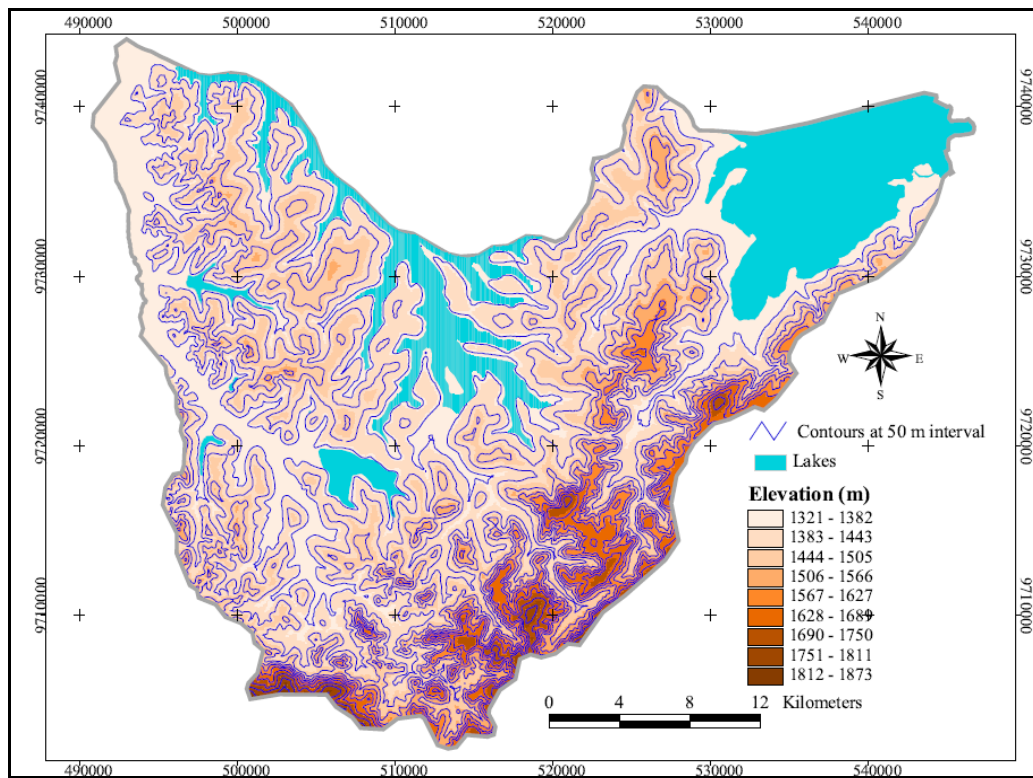 490000 500000 510000 520000 530000 540000
9740000 9740000
9730000 9730000
N
W E
S
9720000 9720000
Contours at 50 m interval
Lakes
Elevation (m)
1321 - 1382
1383 - 1443
1444 - 1505
1506 - 1566
1567 - 1627
1628 - 1689
1690 - 1750
1751 - 1811
1812 - 1873
9710000 9710000
0 4 8 12 Kilometers
490000 500000 510000 520000 530000 540000